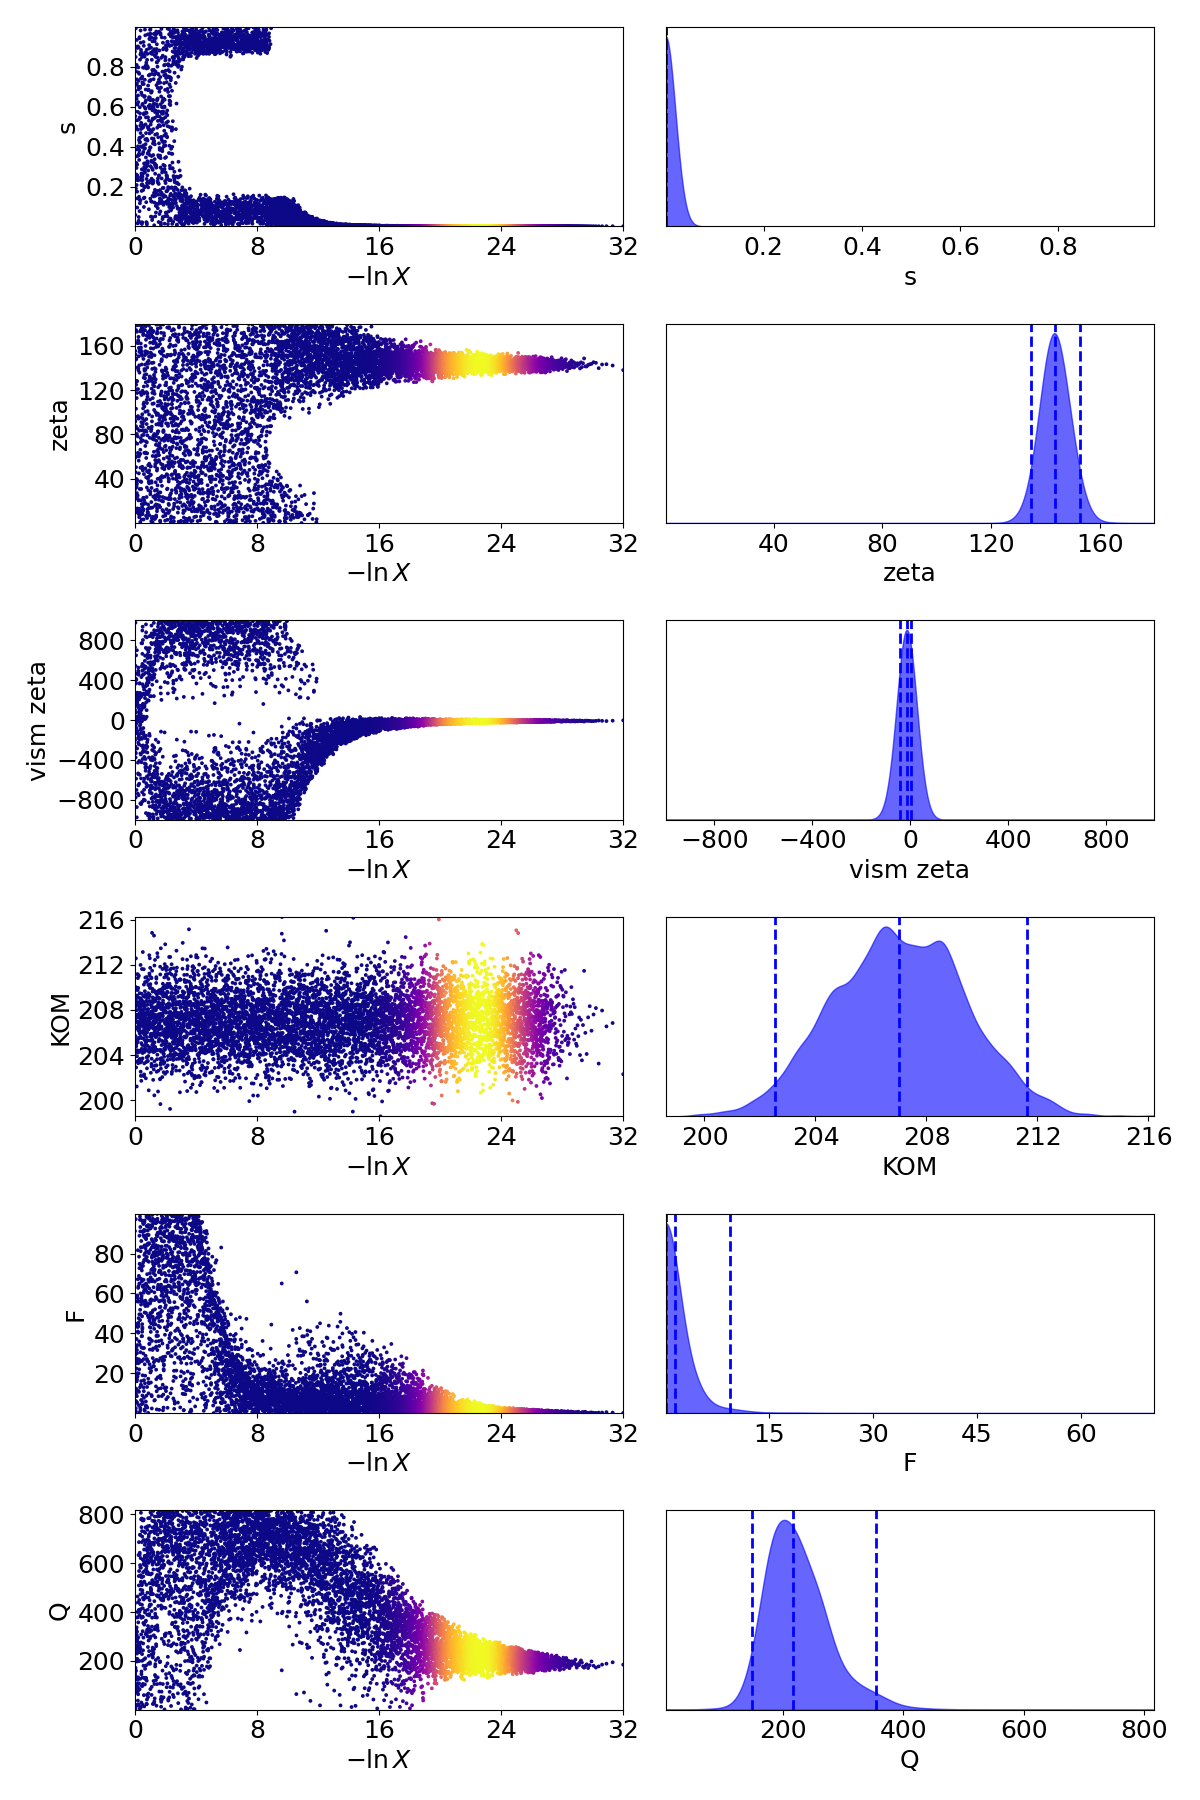 0.8
0.6
0.4
0.2
s
0 8 16 24 32
−ln X
0.2 0.4 0.6 0.8
s
160
120
80
40
zeta
0 8 16 24 32
−ln X
40 80 120 160
zeta
800
400
0
−400
−800
vism zeta
0 8 16 24 32
−ln X
−800 −400 0 400 800
vism zeta
216
212
208
204
200
KOM
0 8 16 24 32
−ln X
200 204 208 212 216
KOM
80
60
40
20
F
0 8 16 24 32
−ln X
15 30 45 60
F
800
600
400
200
Q
0 8 16 24 32
−ln X
200 400 600 800
Q